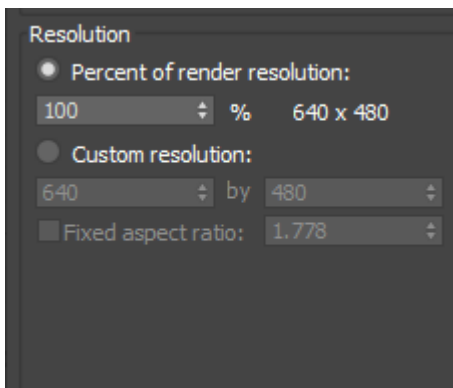 Resolution
Percent of render resolution:
100 % 640 x 480
Custom resolution:
640 by 480
Fixed aspect ratio: 1.778